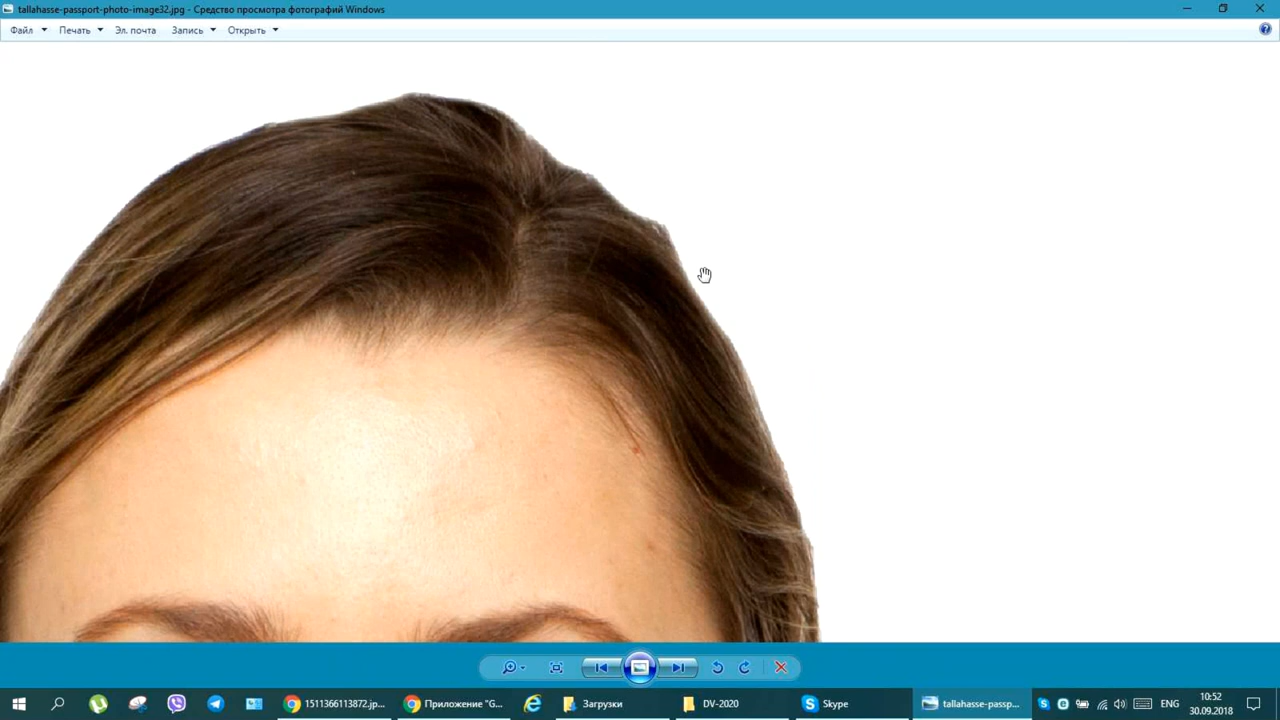 tallahasse-passport-photo-image32.jpg - Средство просмотра фотографий Windows
Файл Печать Эл. почта Запись Открыть
1511366113872.jp... Приложение "G... Загрузки DV-2020 Skype tallahasse-passp... ENG 10:52
30.09.2018